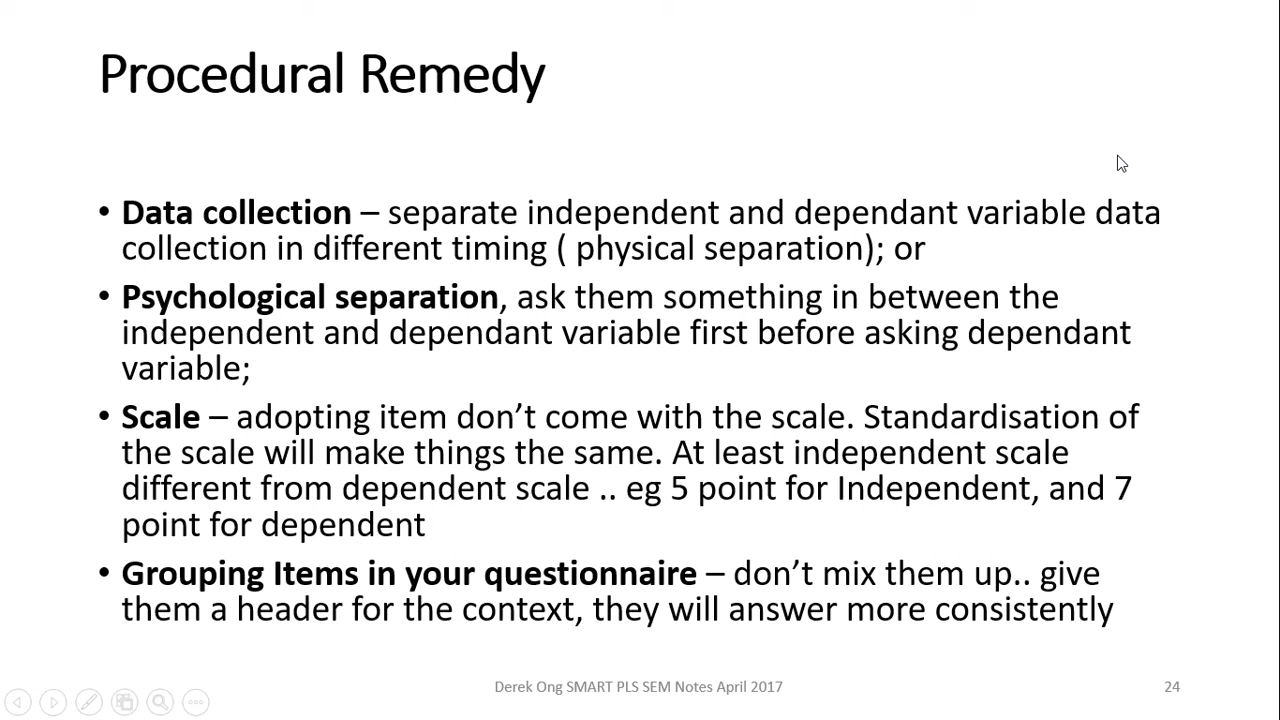 Procedural Remedy
• Data collection – separate independent and dependant variable data
collection in different timing ( physical separation); or
• Psychological separation, ask them something in between the
independent and dependant variable first before asking dependant
variable;
• Scale – adopting item don’t come with the scale. Standardisation of
the scale will make things the same. At least independent scale
different from dependent scale .. eg 5 point for Independent, and 7
point for dependent
• Grouping Items in your questionnaire – don’t mix them up.. give
them a header for the context, they will answer more consistently
Derek Ong SMART PLS SEM Notes April 2017
24